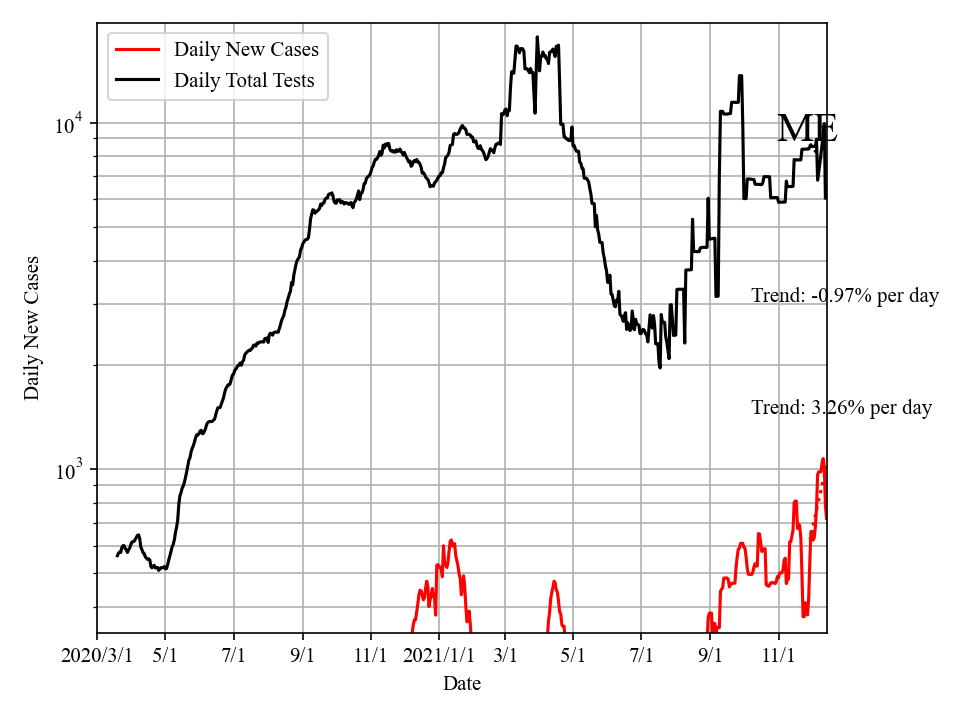 Daily New Cases
Daily Total Tests
ME
10^4
Trend: -0.97% per day
Trend: 3.26% per day
10^3
Daily New Cases
2020/3/1 5/1 7/1 9/1 11/1 2021/1/1 3/1 5/1 7/1 9/1 11/1
Date